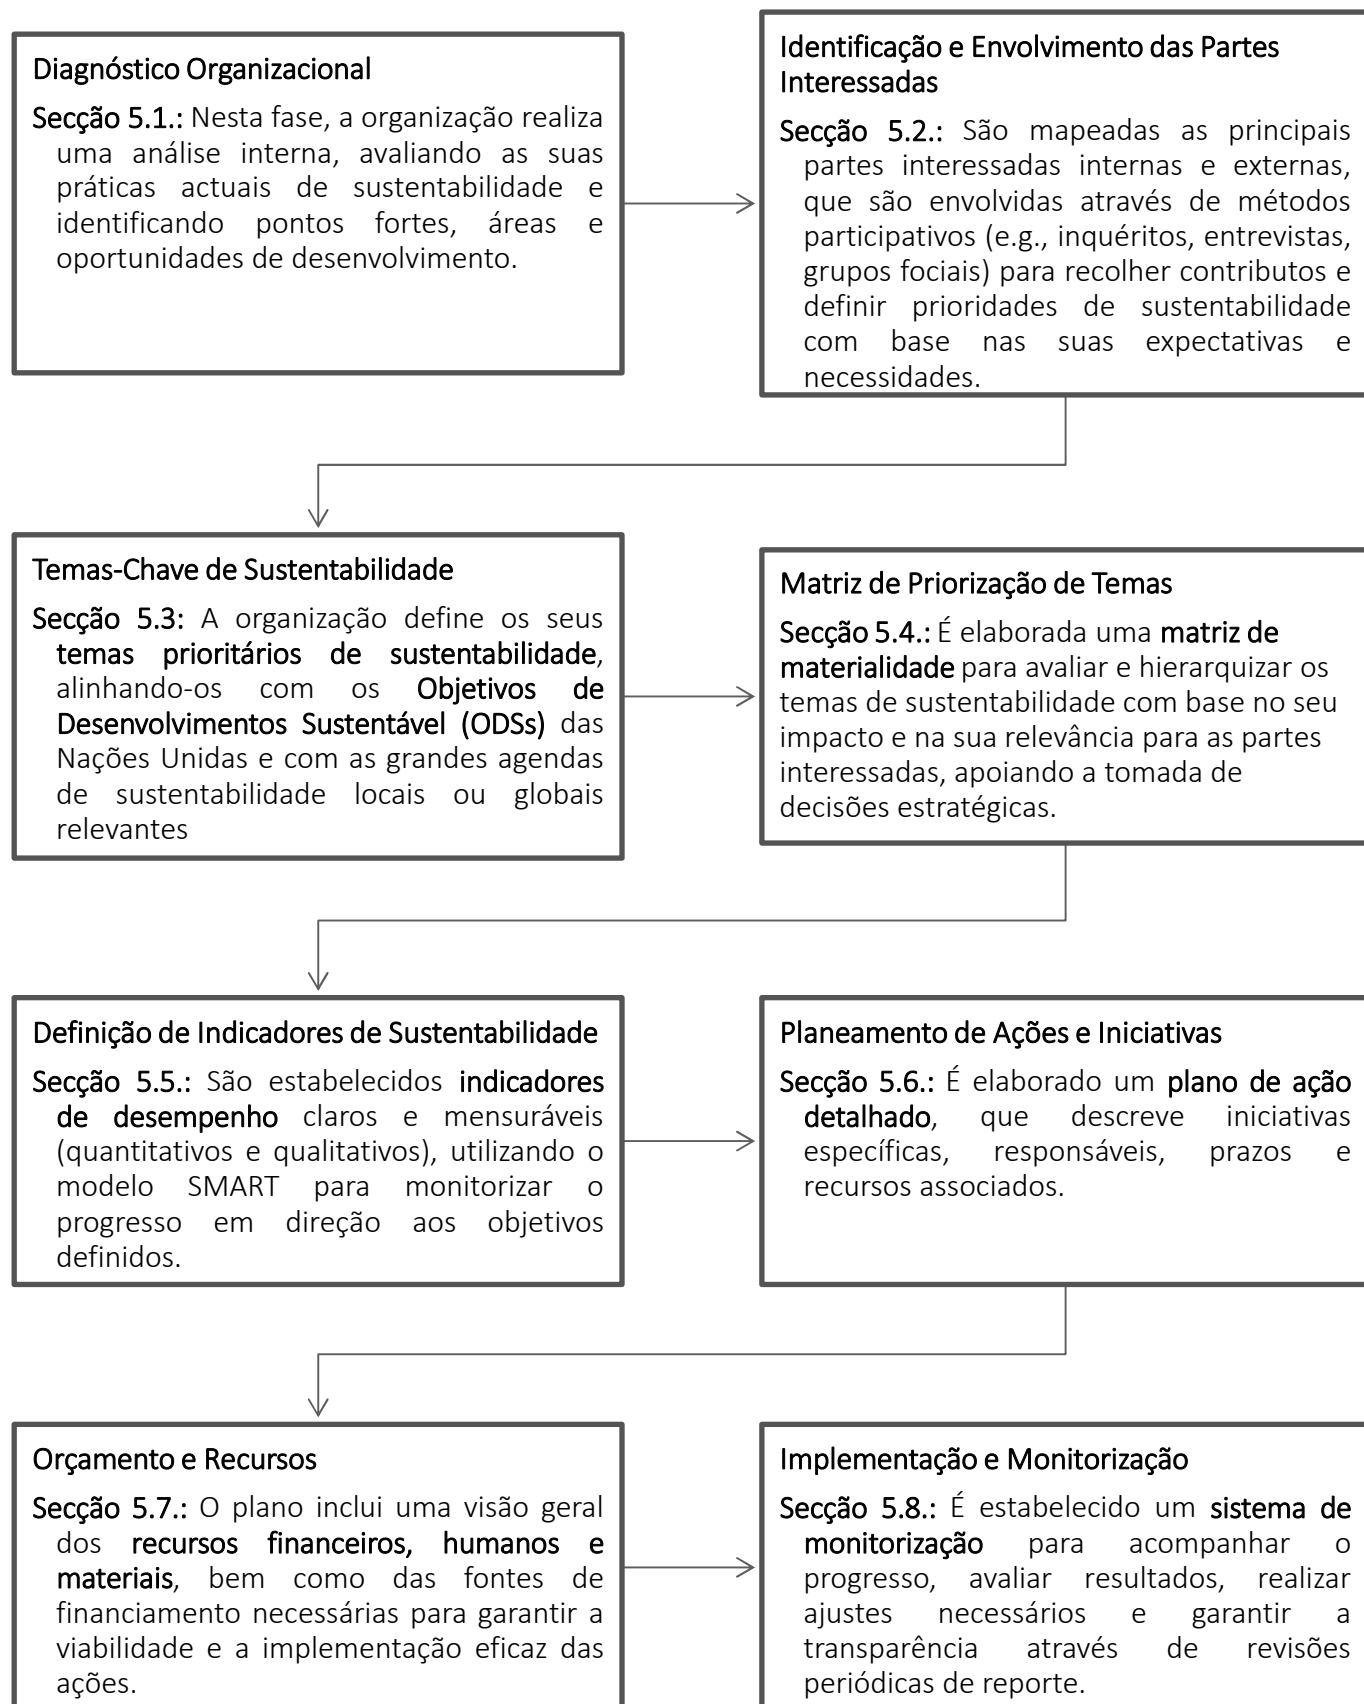 Diagnóstico Organizacional
Secção 5.1.: Nesta fase, a organização realiza
uma análise interna, avaliando as suas
práticas actuais de sustentabilidade e
identificando pontos fortes, áreas e
oportunidades de desenvolvimento.
Identificação e Envolvimento das Partes
Interessadas
Secção 5.2.: São mapeadas as principais
partes interessadas internas e externas,
que são envolvidas através de métodos
participativos (e.g., inquéritos, entrevistas,
grupos fociais) para recolher contributos e
definir prioridades de sustentabilidade
com base nas suas expectativas e
necessidades.
Temas-Chave de Sustentabilidade
Secção 5.3: A organização define os seus
temas prioritários de sustentabilidade,
alinhando-os com os Objetivos de
Desenvolvimentos Sustentável (ODSs) das
Nações Unidas e com as grandes agendas
de sustentabilidade locais ou globais
relevantes
Matriz de Priorização de Temas
Secção 5.4.: É elaborada uma matriz de
materialidade para avaliar e hierarquizar os
temas de sustentabilidade com base no seu
impacto e na sua relevância para as partes
interessadas, apoiando a tomada de
decisões estratégicas.
Definição de Indicadores de Sustentabilidade
Secção 5.5.: São estabelecidos indicadores
de desempenho claros e mensuráveis
(quantitativos e qualitativos), utilizando o
modelo SMART para monitorizar o
progresso em direção aos objetivos
definidos.
Planeamento de Ações e Iniciativas
Secção 5.6.: É elaborado um plano de ação
detalhado, que descreve iniciativas
específicas, responsáveis, prazos e
recursos associados.
Orçamento e Recursos
Secção 5.7.: O plano inclui uma visão geral
dos recursos financeiros, humanos e
materiais, bem como das fontes de
financiamento necessárias para garantir a
viabilidade e a implementação eficaz das
ações.
Implementação e Monitorização
Secção 5.8.: É estabelecido um sistema de
monitorização para acompanhar o
progresso, avaliar resultados, realizar
ajustes necessários e garantir a
transparência através de revisões
periódicas de reporte.